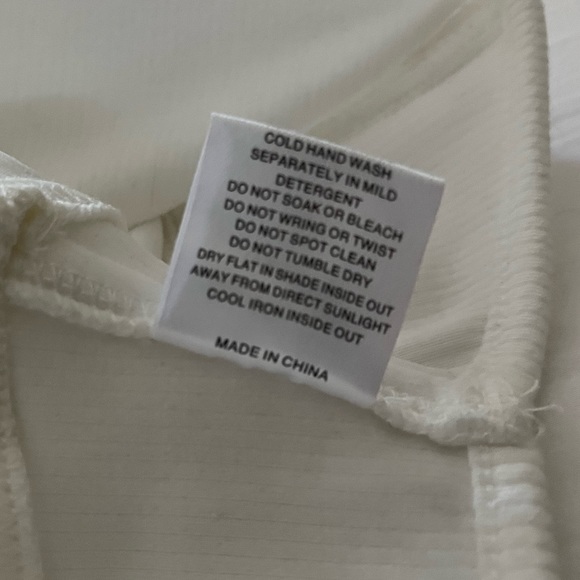 COLD HAND WASH
SEPARATELY IN MILD
DETERGENT
DO NOT SOAK OR BLEACH
DO NOT WRING OR TWIST
DO NOT SPOT CLEAN
DO NOT TUMBLE DRY
DRY FLAT IN SHADE INSIDE OUT
AWAY FROM DIRECT SUNLIGHT
COOL IRON INSIDE OUT
MADE IN CHINA